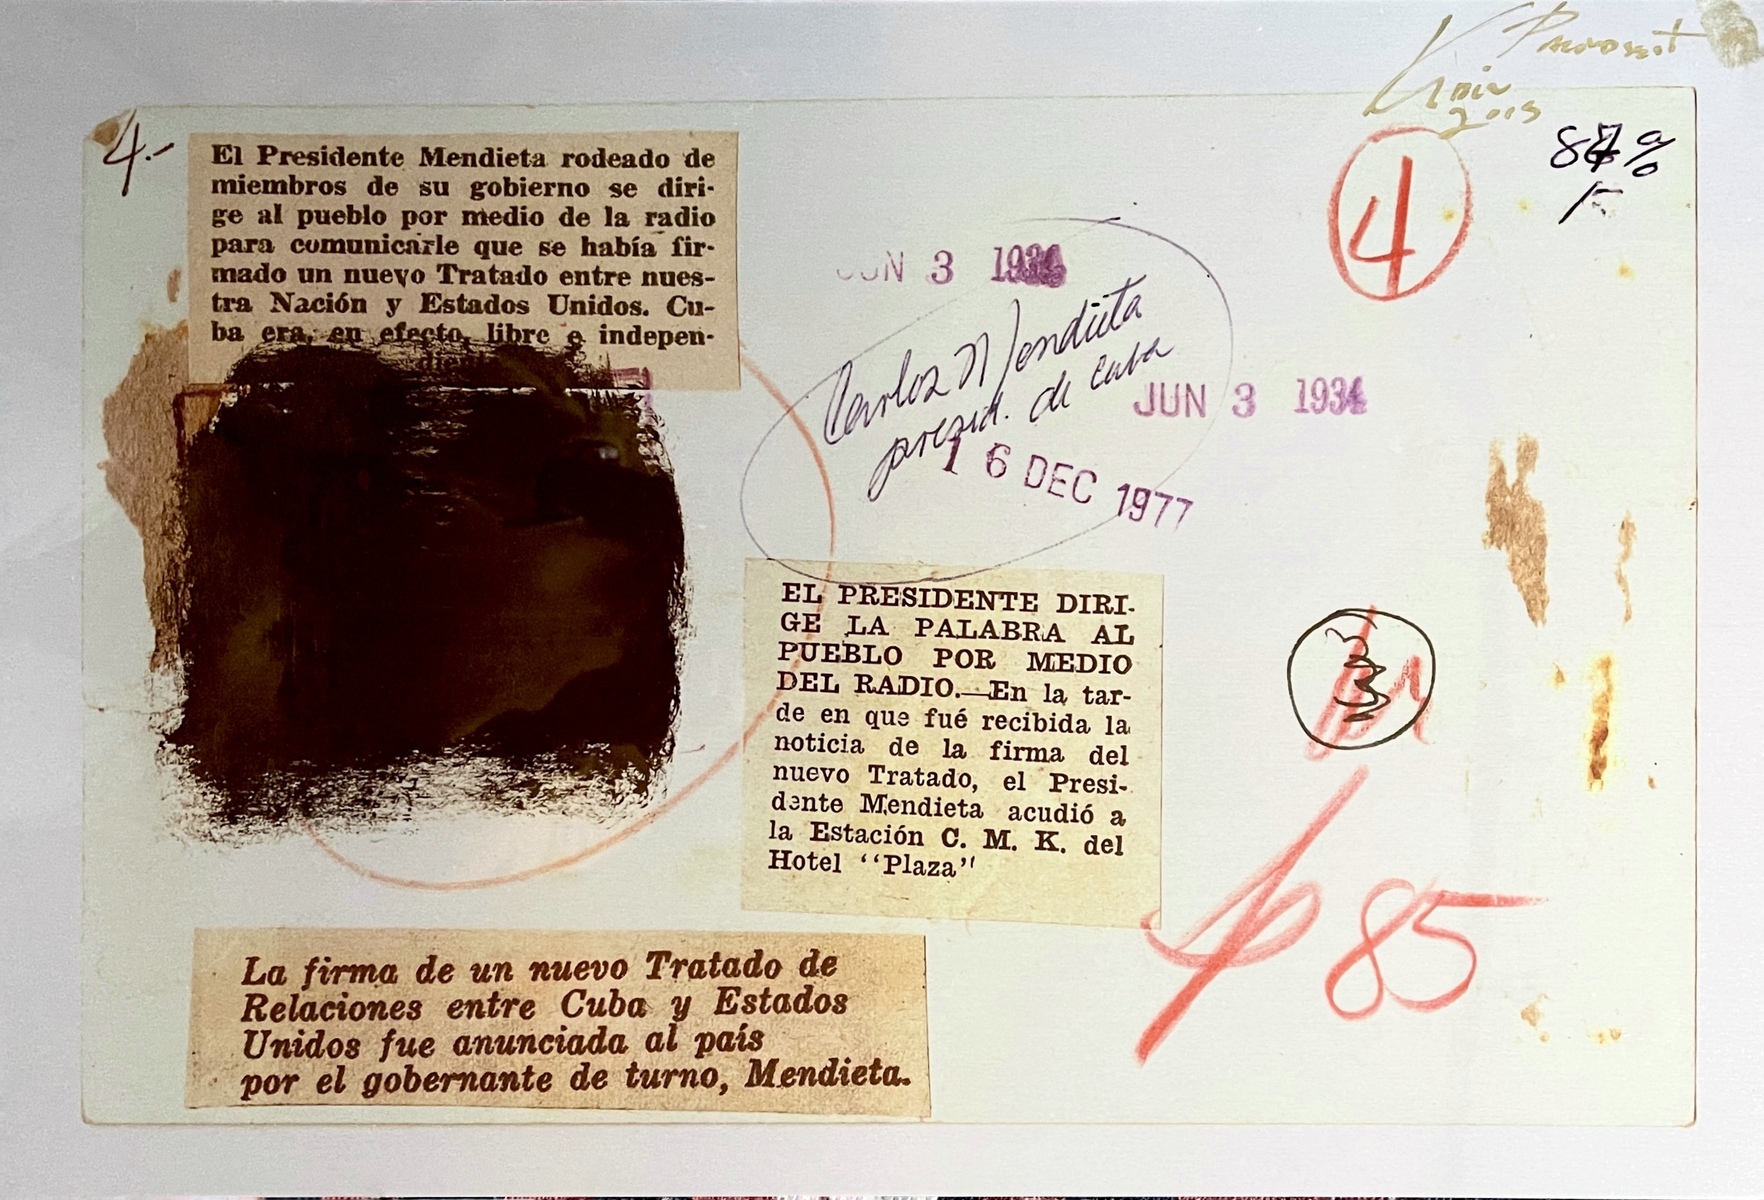 2003
4.-
4
El Presidente Mendieta rodeado de
miembros de su gobierno se diri-
ge al pueblo por medio de la radio
para comunicarle que se había fir-
mado un nuevo Tratado entre nues-
tra Nación y Estados Unidos. Cu-
ba era, en efecto, libre e indepen-
JUN 3 1934
Carlos Mendieta
presid. de Cuba
JUN 3 1934
16 DEC 1977
EL PRESIDENTE DIRI-
GE LA PALABRA AL
PUEBLO POR MEDIO
DEL RADIO.—En la tar-
de en que fué recibida la
noticia de la firma del
nuevo Tratado, el Presi-
dente Mendieta acudió a
la Estación C. M. K. del
Hotel "Plaza"
85
La firma de un nuevo Tratado de
Relaciones entre Cuba y Estados
Unidos fue anunciada al país
por el gobernante de turno, Mendieta.